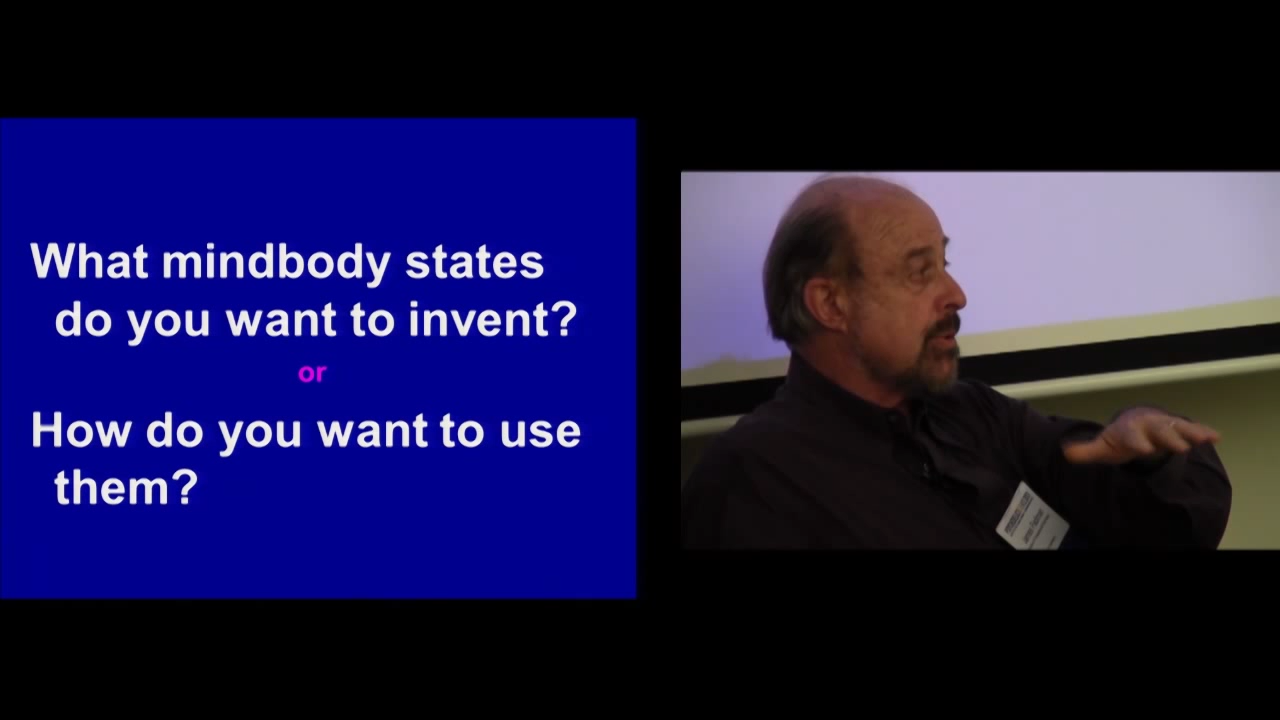 What mindbody states
do you want to invent?
or
How do you want to use
them?